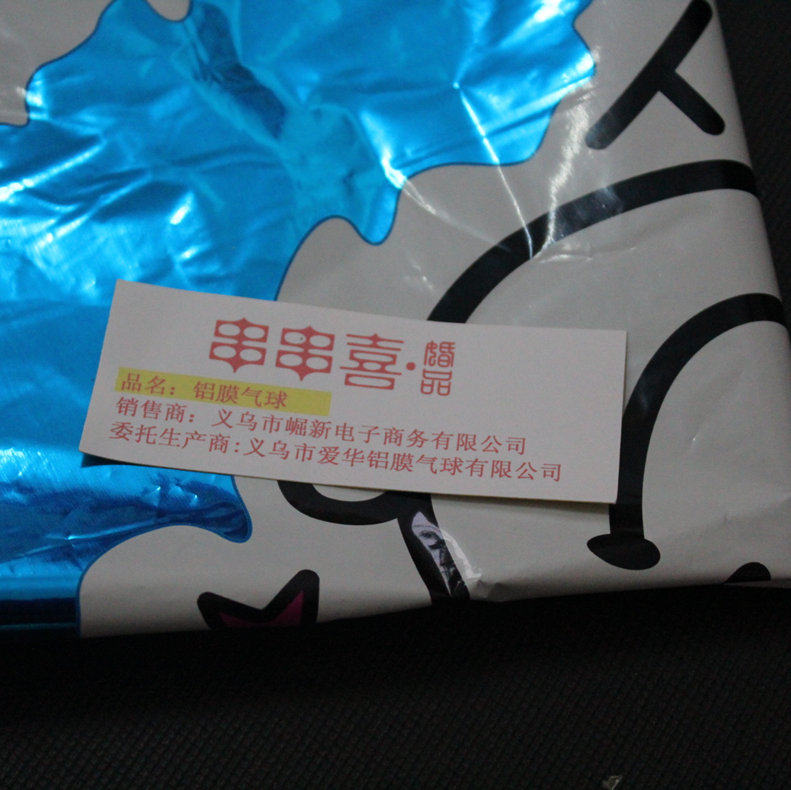 串串喜·婚品
品名：铝膜气球
销售商：义乌市崛新电子商务有限公司
委托生产商:义乌市爱华铝膜气球有限公司